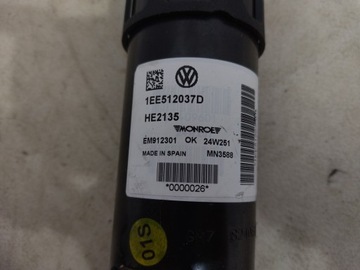 1EE512037D
HE2135
MONROE
EM912301 OK 24W251
MADE IN SPAIN MN3588
*0000026*
01S